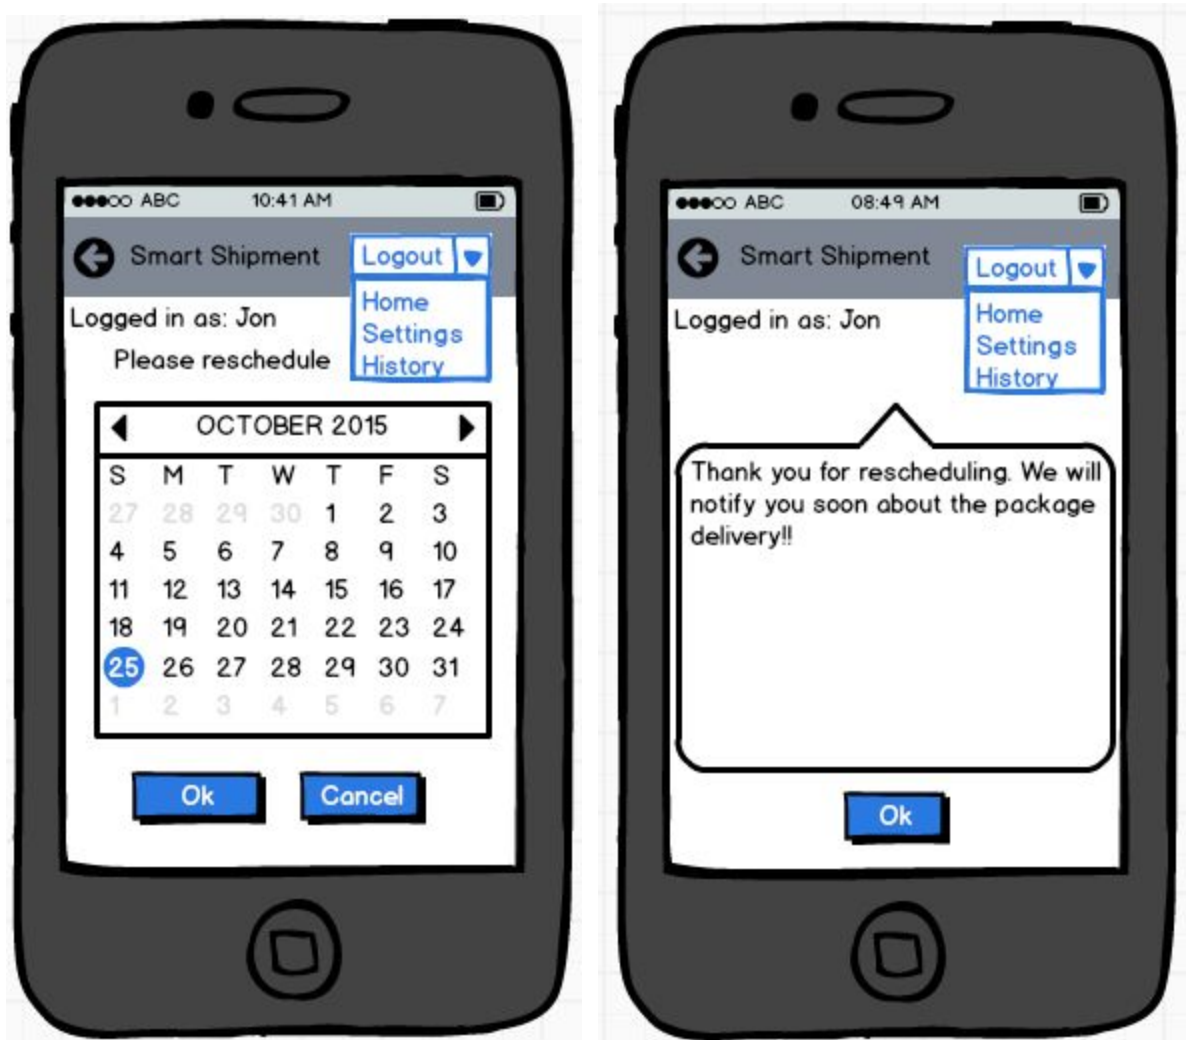 ABC 10:41 AM
Smart Shipment Logout
Home
Logged in as: Jon
Settings
Please reschedule
History
OCTOBER 2015
S M T W T F S
27 28 29 30 1 2 3
4 5 6 7 8 9 10
11 12 13 14 15 16 17
18 19 20 21 22 23 24
25 26 27 28 29 30 31
1 2 3 4 5 6 7
Ok Cancel
ABC 08:49 AM
Smart Shipment Logout
Logged in as: Jon
Home
Settings
History
Thank you for rescheduling. We will
notify you soon about the package
delivery!!
Ok